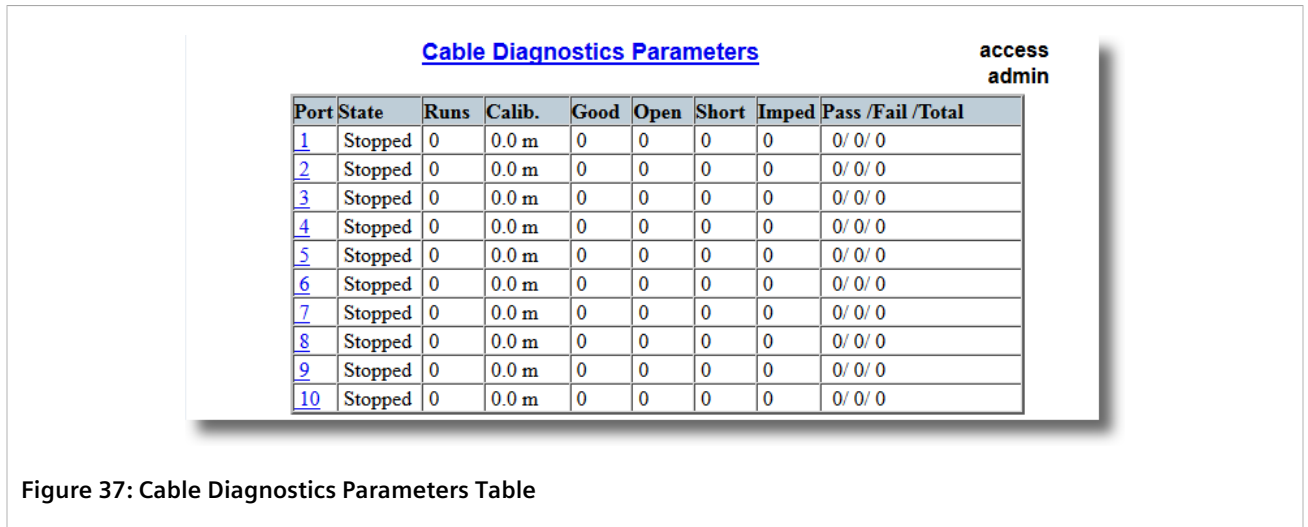 Cable Diagnostics Parameters
access
admin
Port State Runs Calib. Good Open Short Imped Pass /Fail /Total
1 Stopped 0 0.0 m 0 0 0 0 0/ 0/ 0
2 Stopped 0 0.0 m 0 0 0 0 0/ 0/ 0
3 Stopped 0 0.0 m 0 0 0 0 0/ 0/ 0
4 Stopped 0 0.0 m 0 0 0 0 0/ 0/ 0
5 Stopped 0 0.0 m 0 0 0 0 0/ 0/ 0
6 Stopped 0 0.0 m 0 0 0 0 0/ 0/ 0
7 Stopped 0 0.0 m 0 0 0 0 0/ 0/ 0
8 Stopped 0 0.0 m 0 0 0 0 0/ 0/ 0
9 Stopped 0 0.0 m 0 0 0 0 0/ 0/ 0
10 Stopped 0 0.0 m 0 0 0 0 0/ 0/ 0
Figure 37: Cable Diagnostics Parameters Table